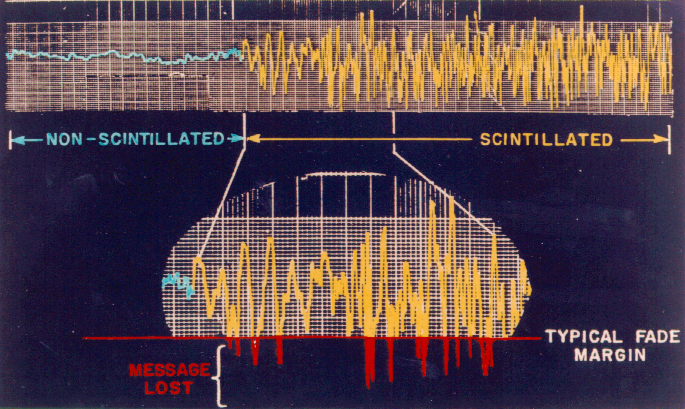 NON-SCINTILLATED
SCINTILLATED
TYPICAL FADE
MARGIN
MESSAGE
LOST